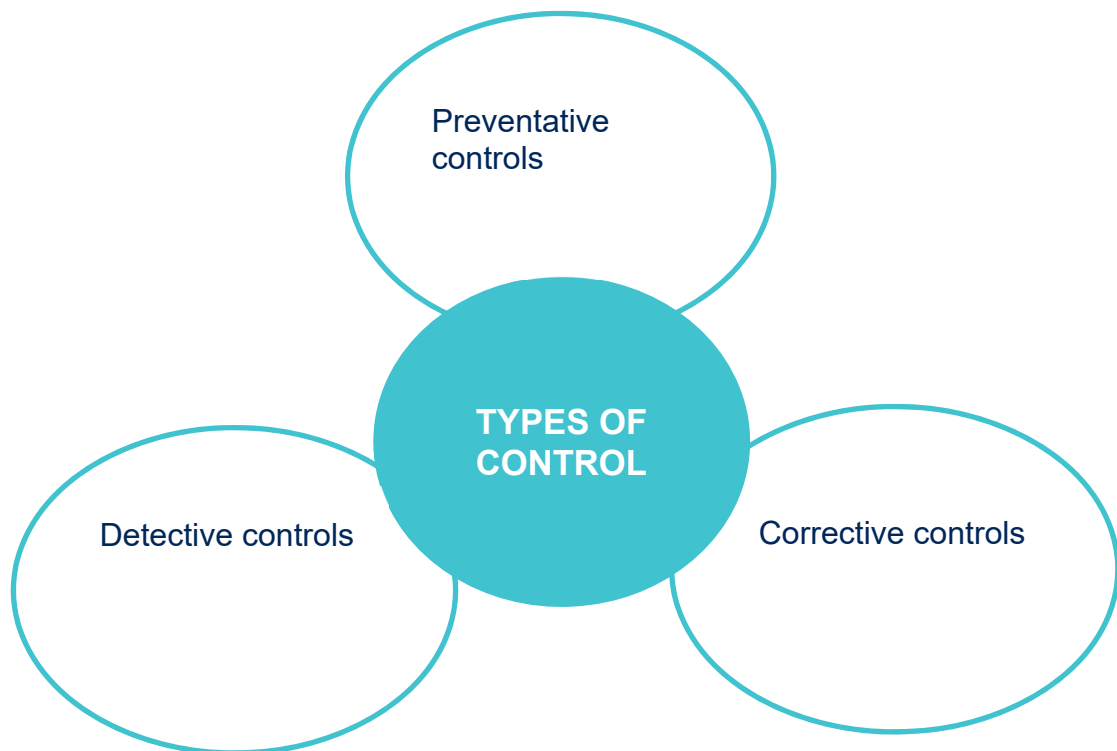 Preventative
controls
TYPES OF
CONTROL
Detective controls
Corrective controls